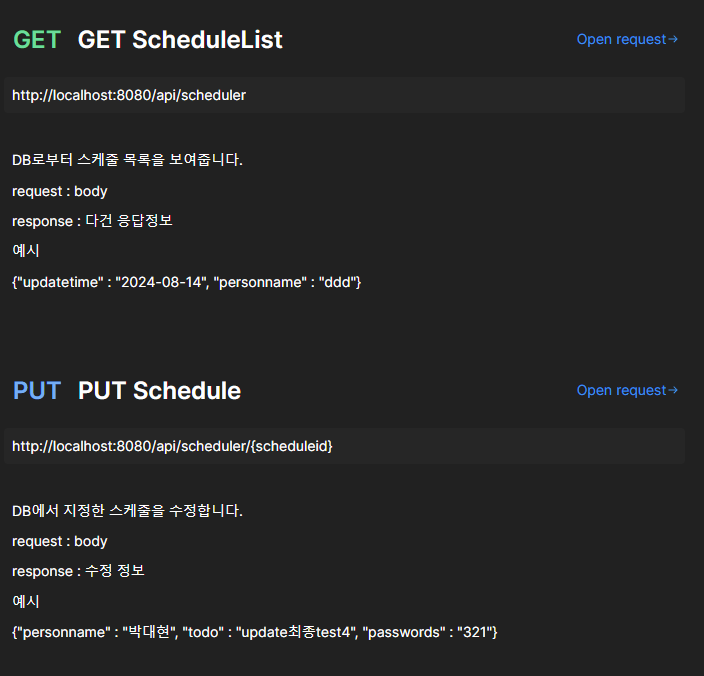 GET GET ScheduleList Open request→
http://localhost:8080/api/scheduler
DB로부터 스케줄 목록을 보여줍니다.
request : body
response : 다건 응답정보
예시
{"updatetime" : "2024-08-14", "personname" : "ddd"}
PUT PUT Schedule Open request→
http://localhost:8080/api/scheduler/{scheduleid}
DB에서 지정한 스케줄을 수정합니다.
request : body
response : 수정 정보
예시
{"personname" : "박대현", "todo" : "update최종test4", "passwords" : "321"}